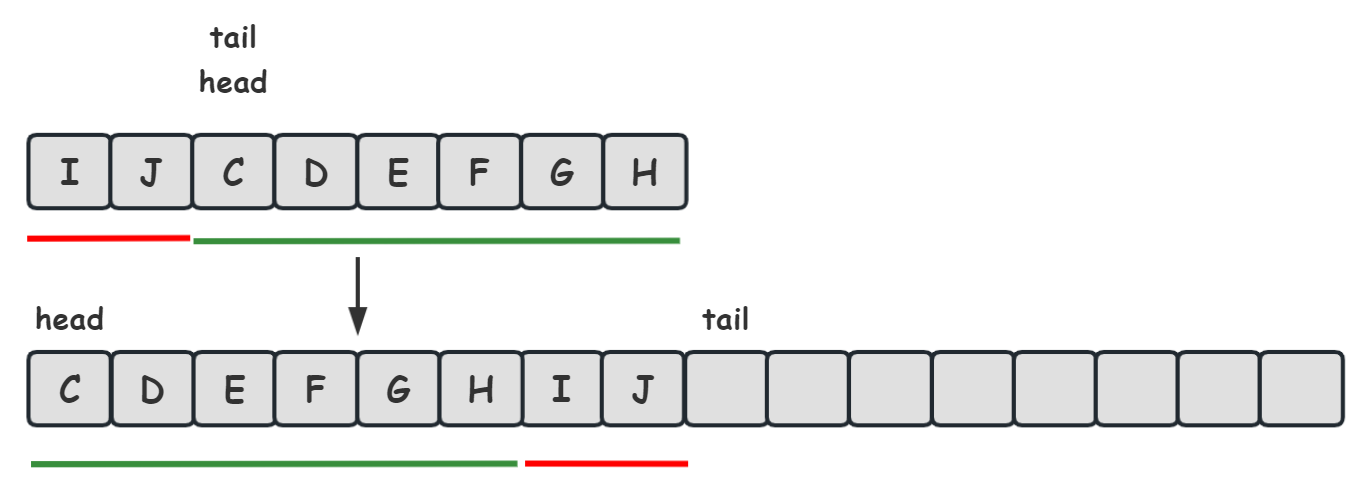 tail
head
I J C D E F G H
head tail
C D E F G H I J